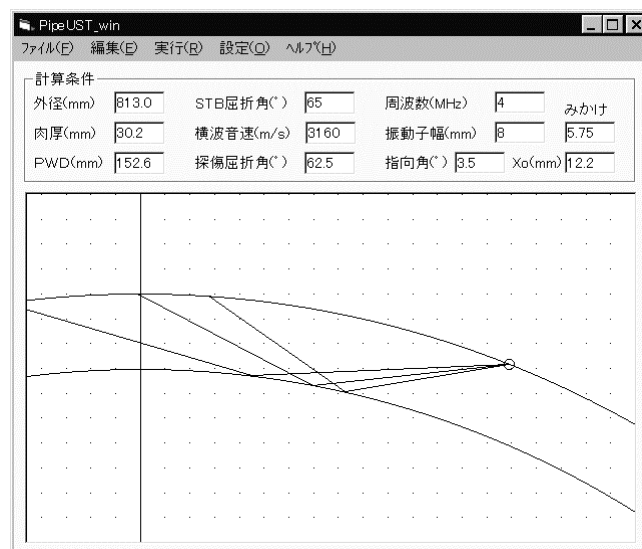 PipeUST_win
ファイル(F) 編集(E) 実行(R) 設定(O) ヘルプ(H)
計算条件
外径(mm) 813.0 STB屈折角(°) 65 周波数(MHz) 4 みかけ
肉厚(mm) 30.2 横波音速(m/s) 3160 振動子幅(mm) 8 5.75
PWD(mm) 152.6 探傷屈折角(°) 62.5 指向角(°) 3.5 Xo(mm) 12.2